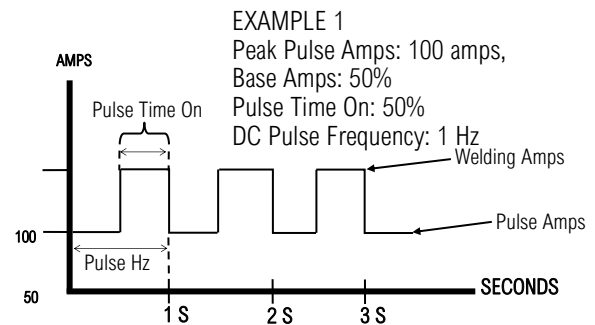 EXAMPLE 1
Peak Pulse Amps: 100 amps,
Base Amps: 50%
Pulse Time On: 50%
DC Pulse Frequency: 1 Hz
AMPS
Pulse Time On
Welding Amps
Pulse Amps
100
Pulse Hz
50
SECONDS
1 S
2 S
3 S